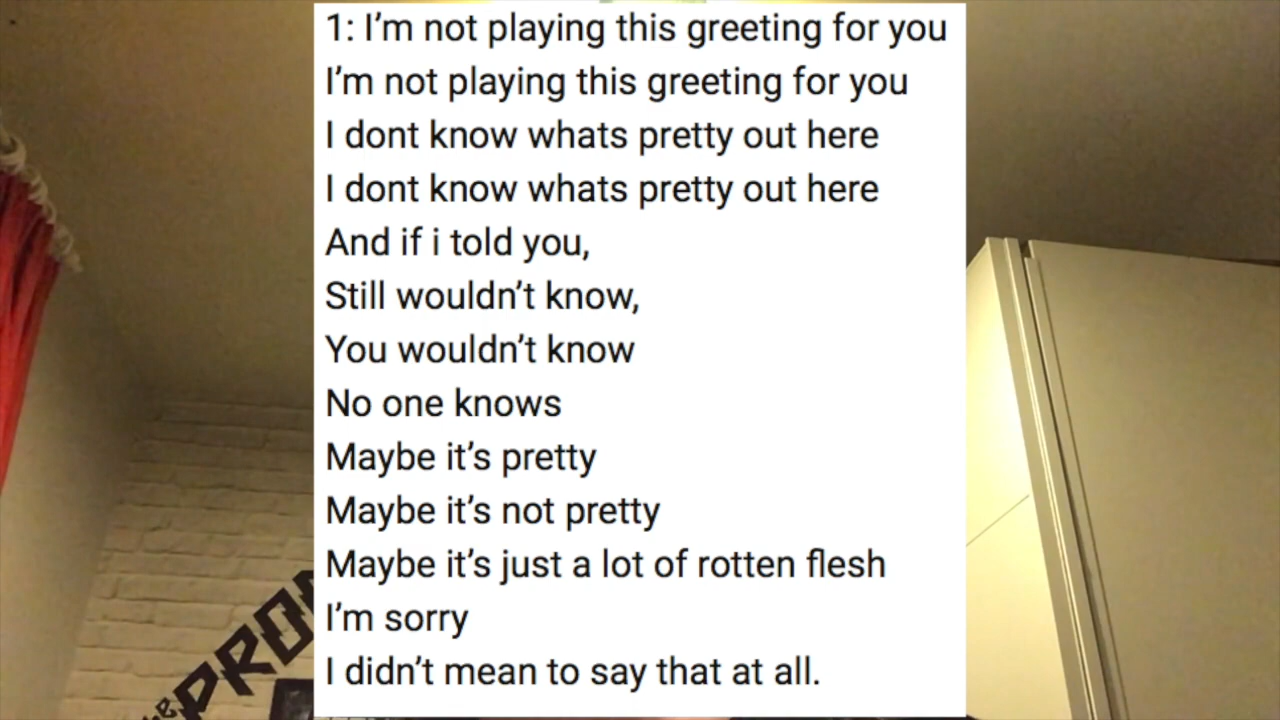 1: I’m not playing this greeting for you
I’m not playing this greeting for you
I dont know whats pretty out here
I dont know whats pretty out here
And if i told you,
Still wouldn’t know,
You wouldn’t know
No one knows
Maybe it’s pretty
Maybe it’s not pretty
Maybe it’s just a lot of rotten flesh
I’m sorry
I didn’t mean to say that at all.